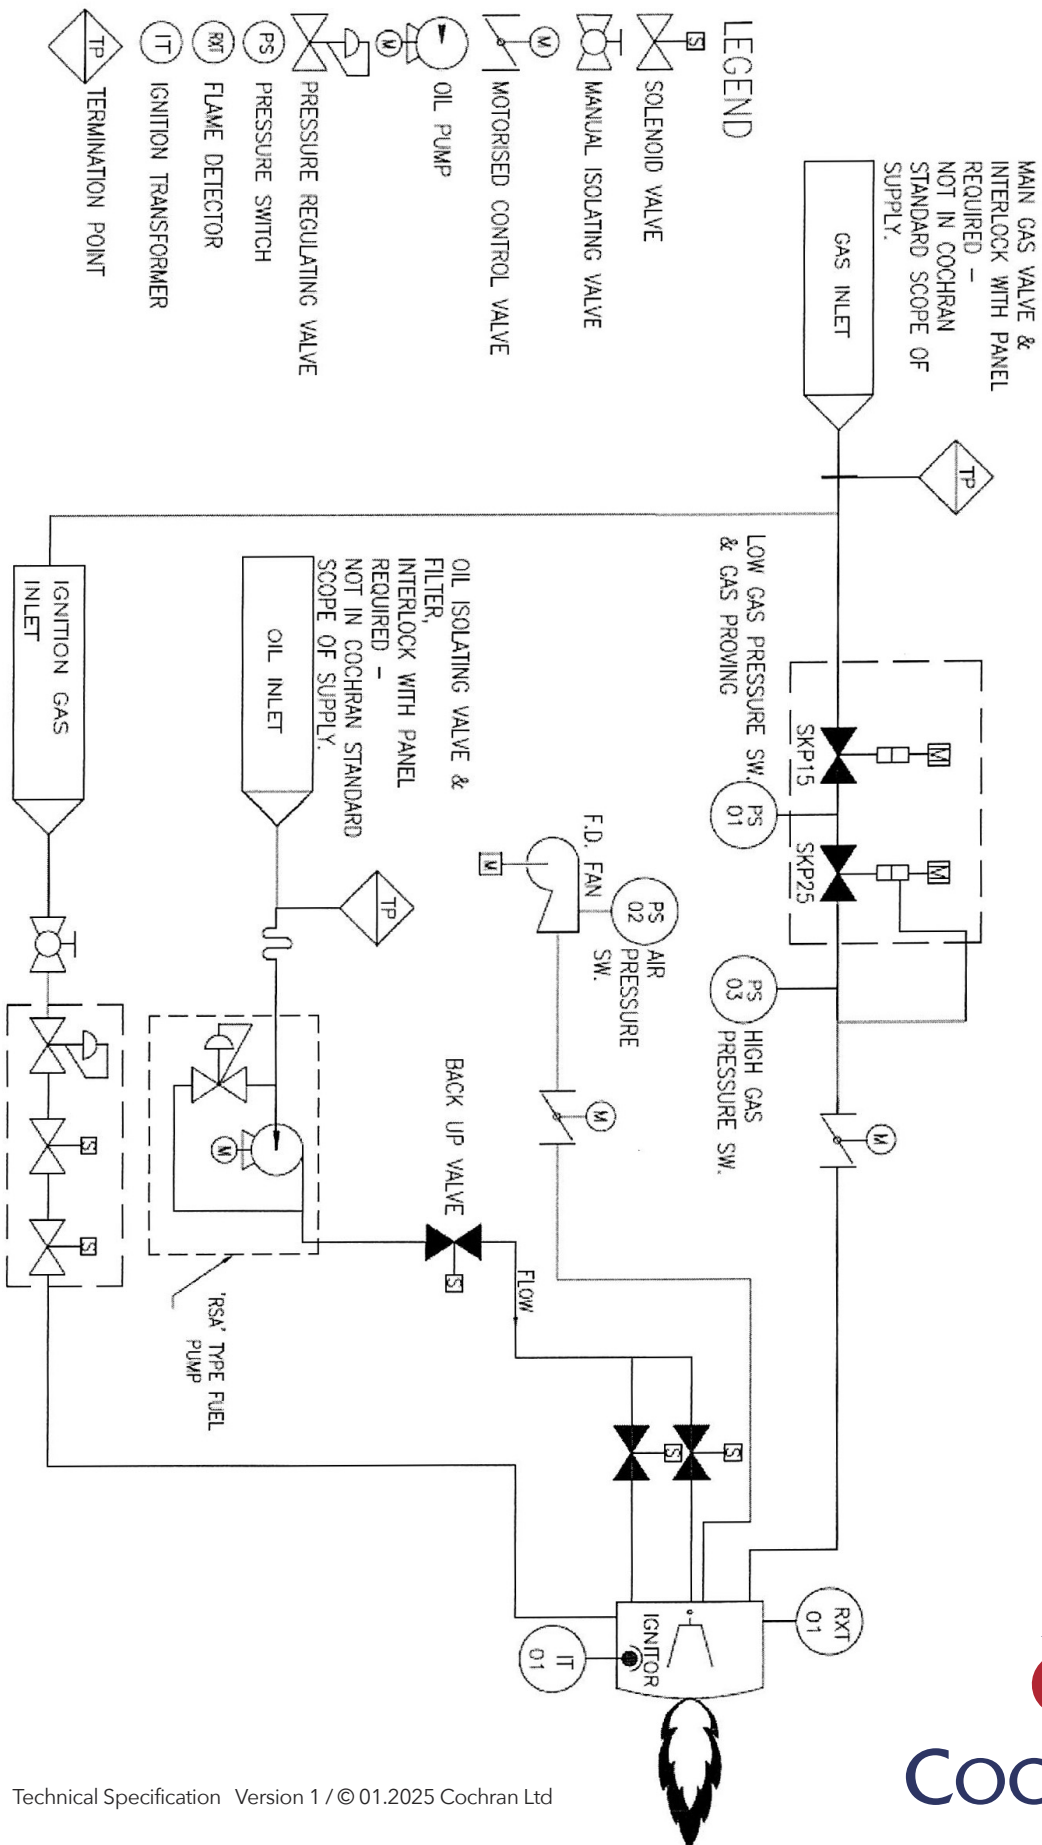 LEGEND
S
SOLENOID VALVE
MANUAL ISOLATING VALVE
M
MOTORISED CONTROL VALVE
M
OIL PUMP
PRESSURE REGULATING VALVE
PS
PRESSURE SWITCH
RXT
FLAME DETECTOR
IT
IGNITION TRANSFORMER
TP
TERMINATION POINT
MAIN GAS VALVE &
INTERLOCK WITH PANEL
REQUIRED –
NOT IN COCHRAN
STANDARD SCOPE OF
SUPPLY.
GAS INLET
TP
LOW GAS PRESSURE SW.
& GAS PROVING
M
SKP15
PS
01
M
SKP25
PS
03
HIGH GAS
PRESSURE SW.
M
F.D. FAN
M
PS
02
AIR
PRESSURE
SW.
M
OIL ISOLATING VALVE &
FILTER,
INTERLOCK WITH PANEL
REQUIRED –
NOT IN COCHRAN STANDARD
SCOPE OF SUPPLY.
OIL INLET
TP
M
'RSA' TYPE FUEL
PUMP
BACK UP VALVE
S
FLOW
S
S
IGNITION GAS
INLET
S
S
RXT
01
IGNITOR
IT
01
Technical Specification Version 1 / © 01.2025 Cochran Ltd